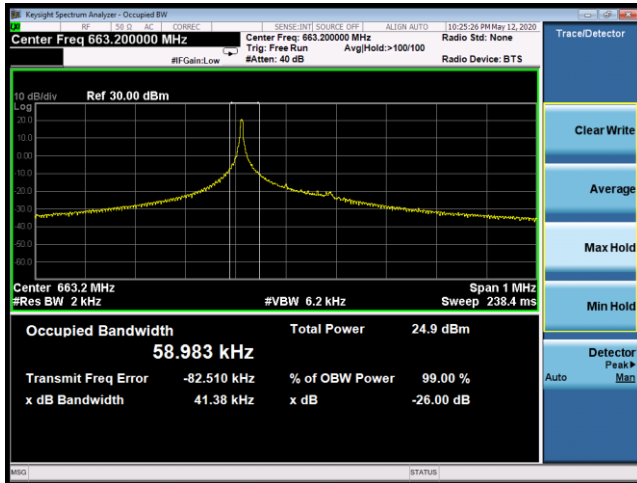 Keysight Spectrum Analyzer - Occupied BW
RF 50 Ω AC CORREC SENSE:INT SOURCE OFF ALIGN AUTO 10:25:26 PM May 12, 2020
Center Freq 663.200000 MHz
Center Freq: 663.200000 MHz Radio Std: None
Trig: Free Run Avg|Hold:>100/100
#IFGain:Low #Atten: 40 dB Radio Device: BTS
10 dB/div Ref 30.00 dBm
Log
20.0
10.0
0.00
-10.0
-20.0
-30.0
-40.0
-50.0
-60.0
Center 663.2 MHz Span 1 MHz
#Res BW 2 kHz #VBW 6.2 kHz Sweep 238.4 ms
Occupied Bandwidth Total Power 24.9 dBm
58.983 kHz
Transmit Freq Error -82.510 kHz % of OBW Power 99.00 %
x dB Bandwidth 41.38 kHz x dB -26.00 dB
MSG STATUS
Trace/Detector
Clear Write
Average
Max Hold
Min Hold
Detector
Peak▶
Auto Man